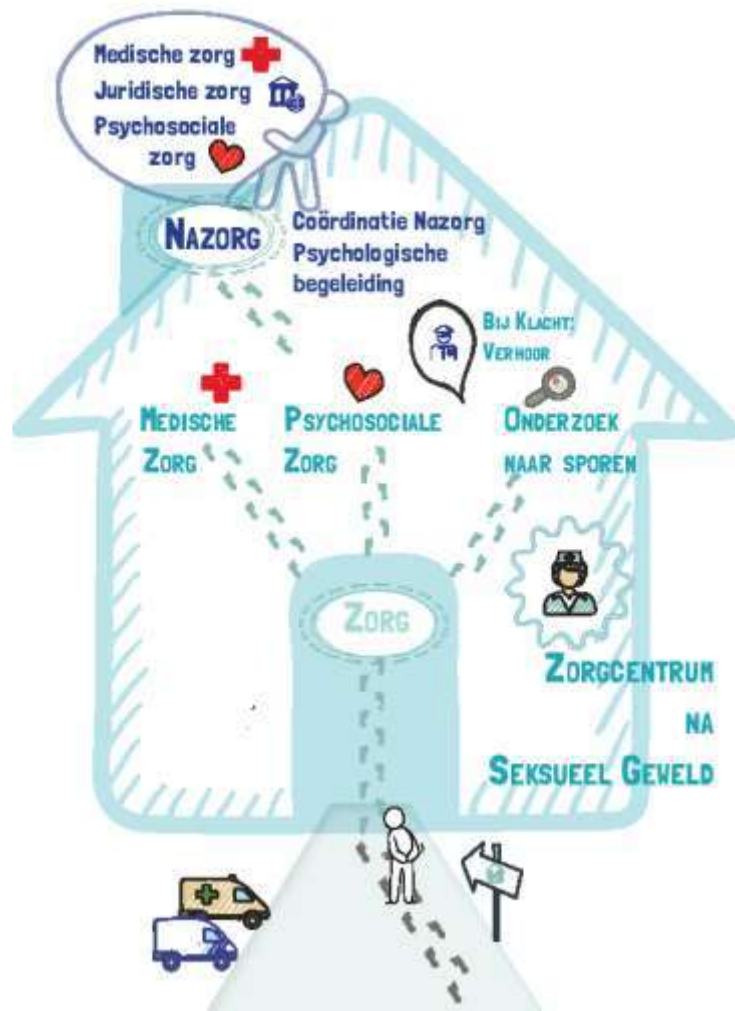 Medische zorg
Juridische zorg
Psychosociale
zorg
NAZORG
Coördinatie Nazorg
Psychologische
begeleiding
BIJ KLACHT:
VERHOOR
MEDISCHE
ZORG
PSYCHOSOCIALE
ZORG
ONDERZOEK
NAAR SPOREN
ZORG
ZORGCENTRUM
NA
SEKSUEEL GEWELD